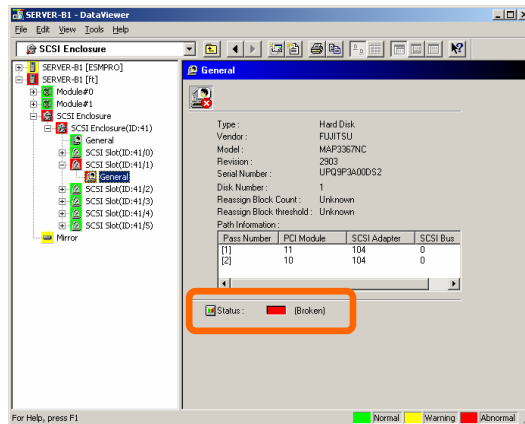 SERVER-B1 - DataViewer
File Edit View Tools Help
SCSI Enclosure
SERVER-B1 [ESMPRO]
SERVER-B1 [ft]
Module#0
Module#1
SCSI Enclosure
SCSI Enclosure(ID:41)
General
SCSI Slot(ID:41/0)
SCSI Slot(ID:41/1)
General
SCSI Slot(ID:41/2)
SCSI Slot(ID:41/3)
SCSI Slot(ID:41/4)
SCSI Slot(ID:41/5)
Mirror
General
Type : Hard Disk
Vendor : FUJITSU
Model : MAP3367NC
Revision : 2903
Serial Number : UPQ9P3A00DS2
Disk Number : 1
Reassign Block Count : Unknown
Reassign Block threshold : Unknown
Path Information :
Pass Number PCI Module SCSI Adapter SCSI Bus
[1] 11 104 0
[2] 10 104 0
Status : (Broken)
For Help, press F1 Normal Warning Abnormal